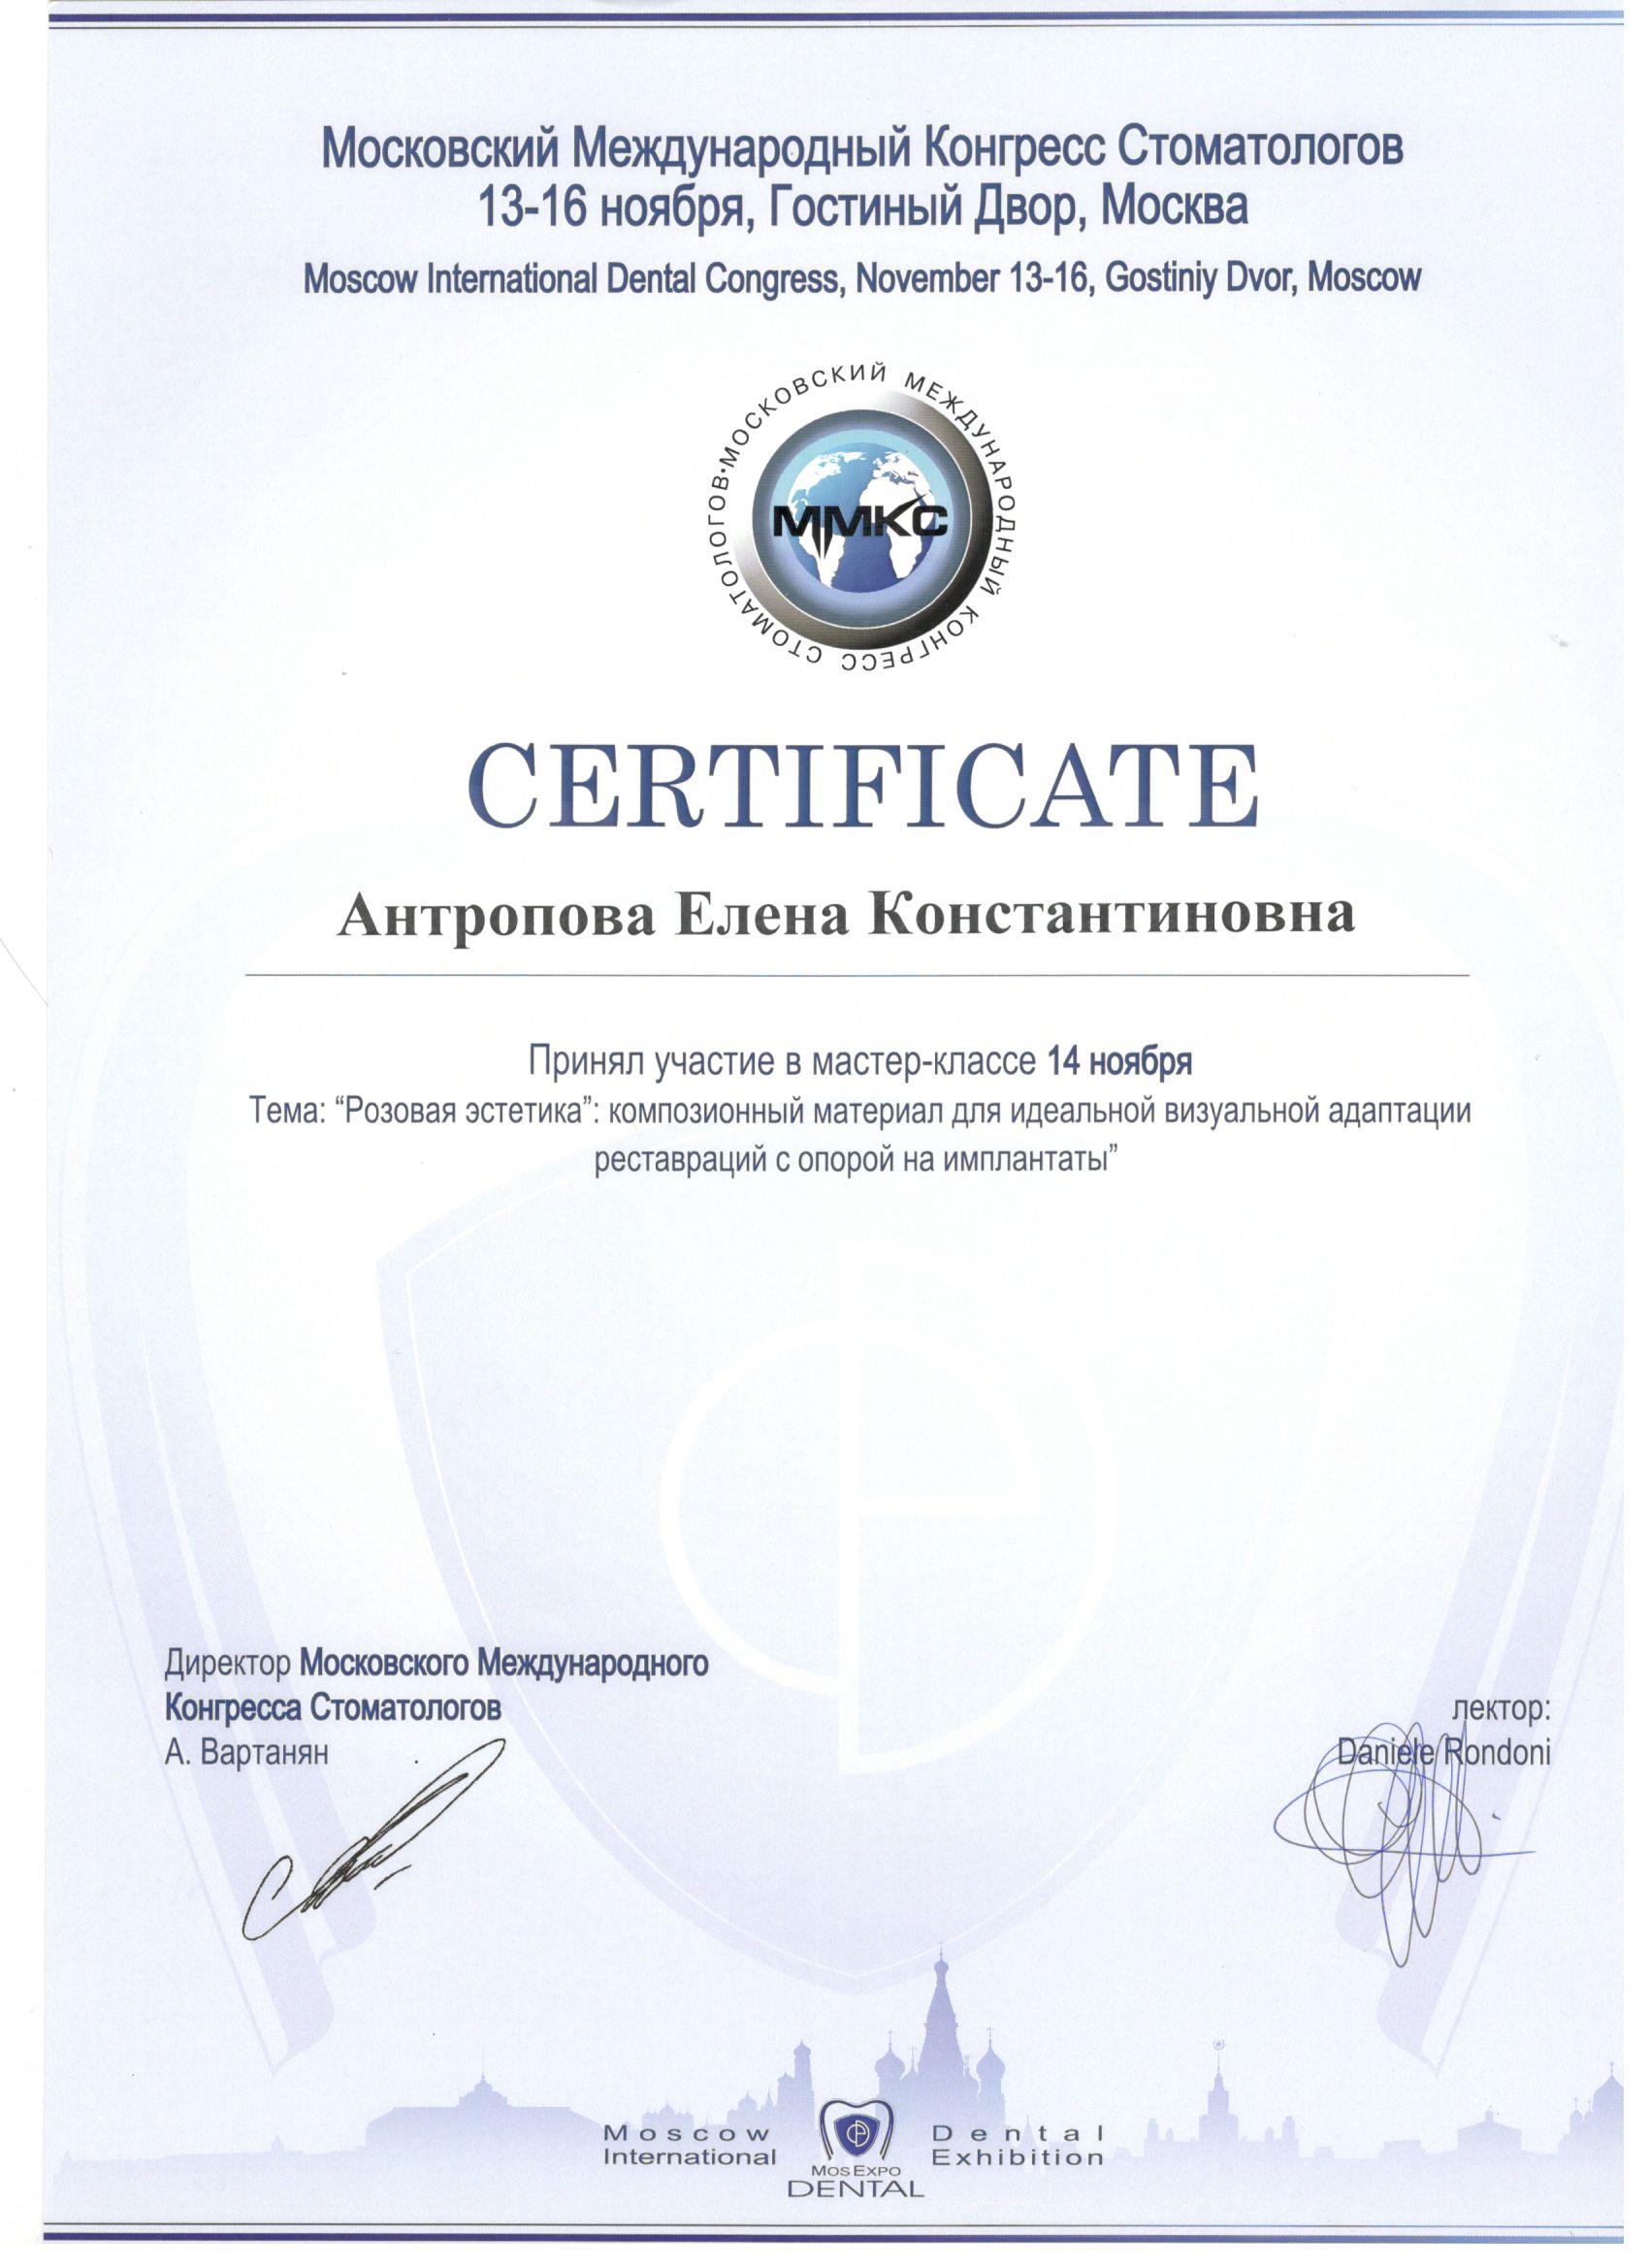 Московский Международный Конгресс Стоматологов
13-16 ноября, Гостиный Двор, Москва
Moscow International Dental Congress, November 13-16, Gostiniy Dvor, Moscow
МОСКОВСКИЙ МЕЖДУНАРОДНЫЙ КОНГРЕСС СТОМАТОЛОГОВ•
ММКС
CERTIFICATE
Антропова Елена Константиновна
Принял участие в мастер-классе 14 ноября
Тема: “Розовая эстетика”: композионный материал для идеальной визуальной адаптации
реставраций с опорой на имплантаты”
Директор Московского Международного
Конгресса Стоматологов
А. Вартанян
лектор:
Daniele Rondoni
Moscow Dental
International Exhibition
MOSEXPO
DENTAL